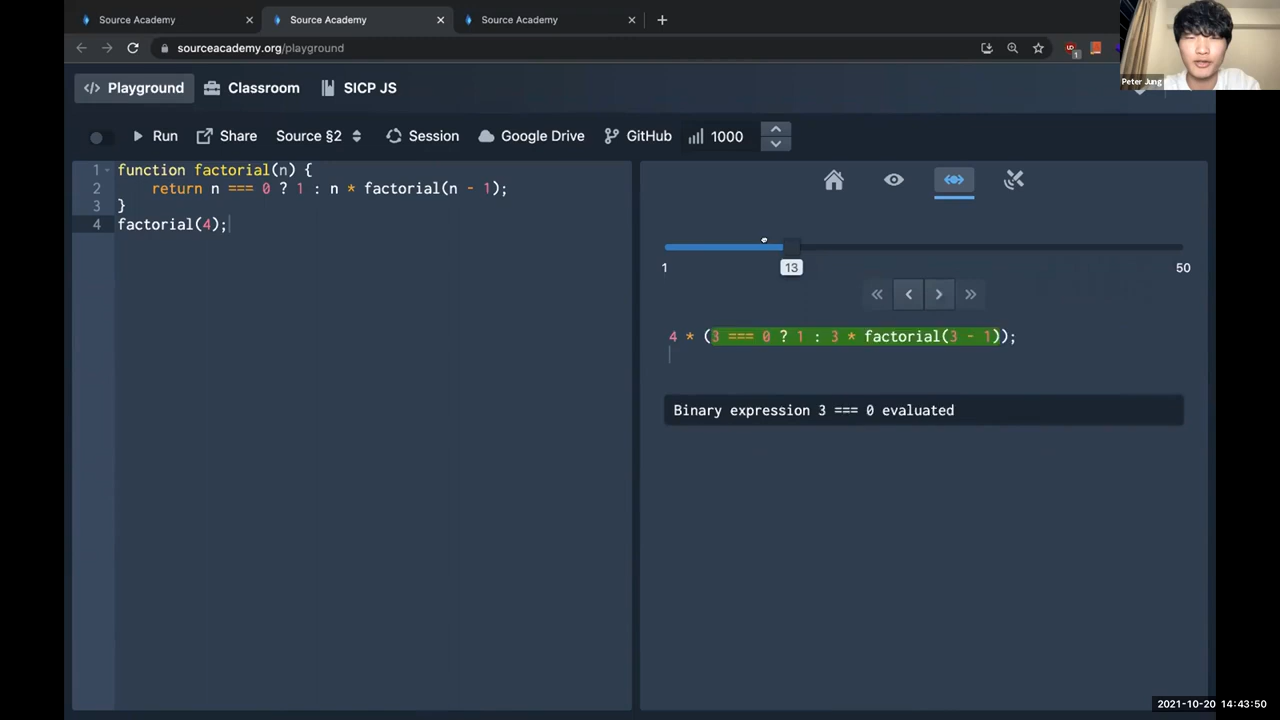 Source Academy
Source Academy
Source Academy
sourceacademy.org/playground
1
Peter Jung
Playground
Classroom
SICP JS
Run
Share
Source §2
Session
Google Drive
GitHub
1000
1 function factorial(n) {
2 return n === 0 ? 1 : n * factorial(n - 1);
3 }
4 factorial(4);
1
13
50
4 * (3 === 0 ? 1 : 3 * factorial(3 - 1));
Binary expression 3 === 0 evaluated
2021-10-20 14:43:50